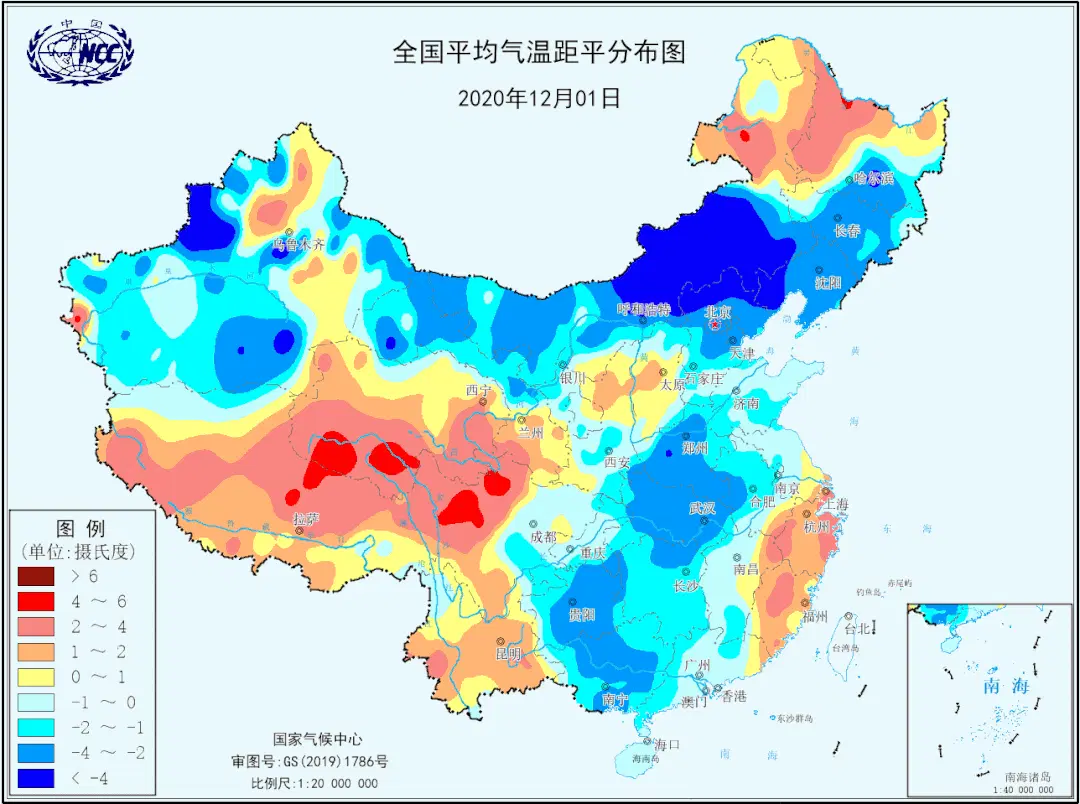 中国
NCC
全国平均气温距平分布图
2020年12月01日
哈尔滨
长春
乌鲁木齐
沈阳
呼和浩特
北京
渤
天津
海
黄
银川
太原
石家庄
西宁
济南
海
兰州
郑州
西安
南京
合肥
上海
武汉
拉萨
杭州
东海
成都
重庆
南昌
长沙
钓鱼岛
赤尾屿
贵阳
福州
台北
昆明
台湾岛
广州
南宁
澳门
香港
东沙群岛
海口
海南岛
南海
图例
(单位:摄氏度)
> 6
4 ～ 6
2 ～ 4
1 ～ 2
0 ～ 1
-1 ～ 0
-2 ～ -1
-4 ～ -2
< -4
国家气候中心
审图号:GS(2019)1786号
比例尺:1:20 000 000
南海
南海诸岛
1:40 000 000